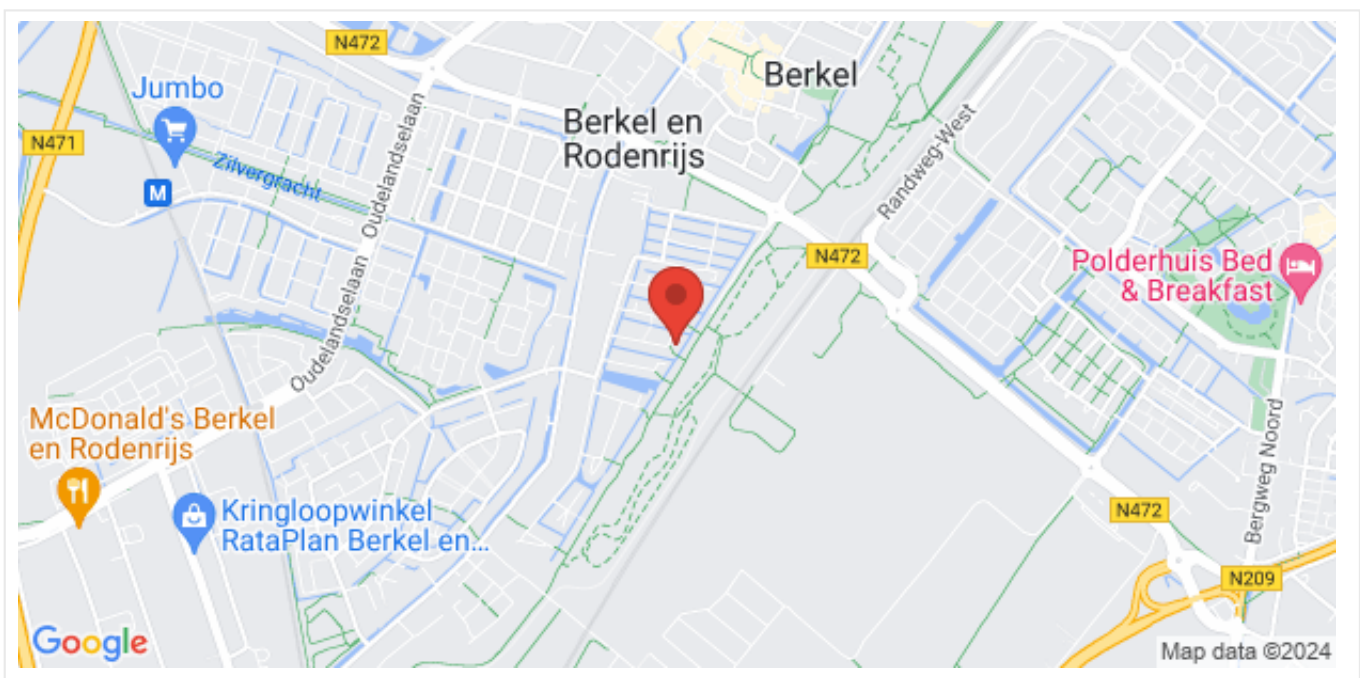 N472
Berkel
Jumbo
Berkel en
Rodenrijs
N471
Zilvergracht
Oudelandselaan
Randweg-West
M
N472
Polderhuis Bed
& Breakfast
Oudelandselaan
McDonald's Berkel
en Rodenrijs
Bergweg Noord
Kringloopwinkel
RataPlan Berkel en...
N472
N209
Google
Map data ©2024